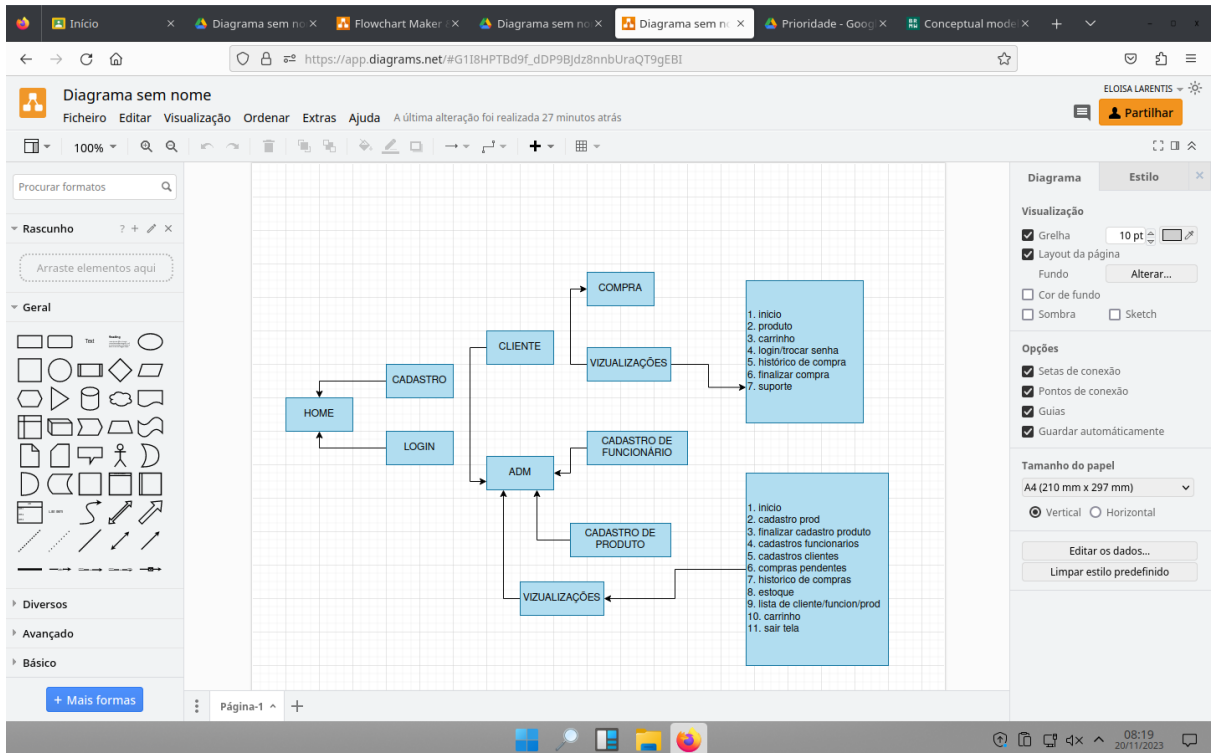 Início
Diagrama sem no
Flowchart Maker
Diagrama sem no
Diagrama sem no
Prioridade - Goog
Conceptual mode
https://app.diagrams.net/#G1I8HPTBd9f_dDP9BJdz8nnbUraQT9gEBI
Diagrama sem nome
ELOISA LARENTIS
Ficheiro Editar Visualização Ordenar Extras Ajuda A última alteração foi realizada 27 minutos atrás
Partilhar
100%
Procurar formatos
Rascunho
Arraste elementos aqui
Geral
Text
Heading
List Item
Diversos
Avançado
Básico
+ Mais formas
COMPRA
CLIENTE
VIZUALIZAÇÕES
1. inicio
2. produto
3. carrinho
4. login/trocar senha
5. histórico de compra
6. finalizar compra
7. suporte
CADASTRO
HOME
LOGIN
CADASTRO DE
FUNCIONÁRIO
ADM
CADASTRO DE
PRODUTO
VIZUALIZAÇÕES
1. inicio
2. cadastro prod
3. finalizar cadastro produto
4. cadastros funcionarios
5. cadastros clientes
6. compras pendentes
7. historico de compras
8. estoque
9. lista de cliente/funcion/prod
10. carrinho
11. sair tela
Página-1
Diagrama
Estilo
Visualização
Grelha
10 pt
Layout da página
Fundo
Alterar...
Cor de fundo
Sombra
Sketch
Opções
Setas de conexão
Pontos de conexão
Guias
Guardar automáticamente
Tamanho do papel
A4 (210 mm x 297 mm)
Vertical
Horizontal
Editar os dados...
Limpar estilo predefinido
08:19
20/11/2023